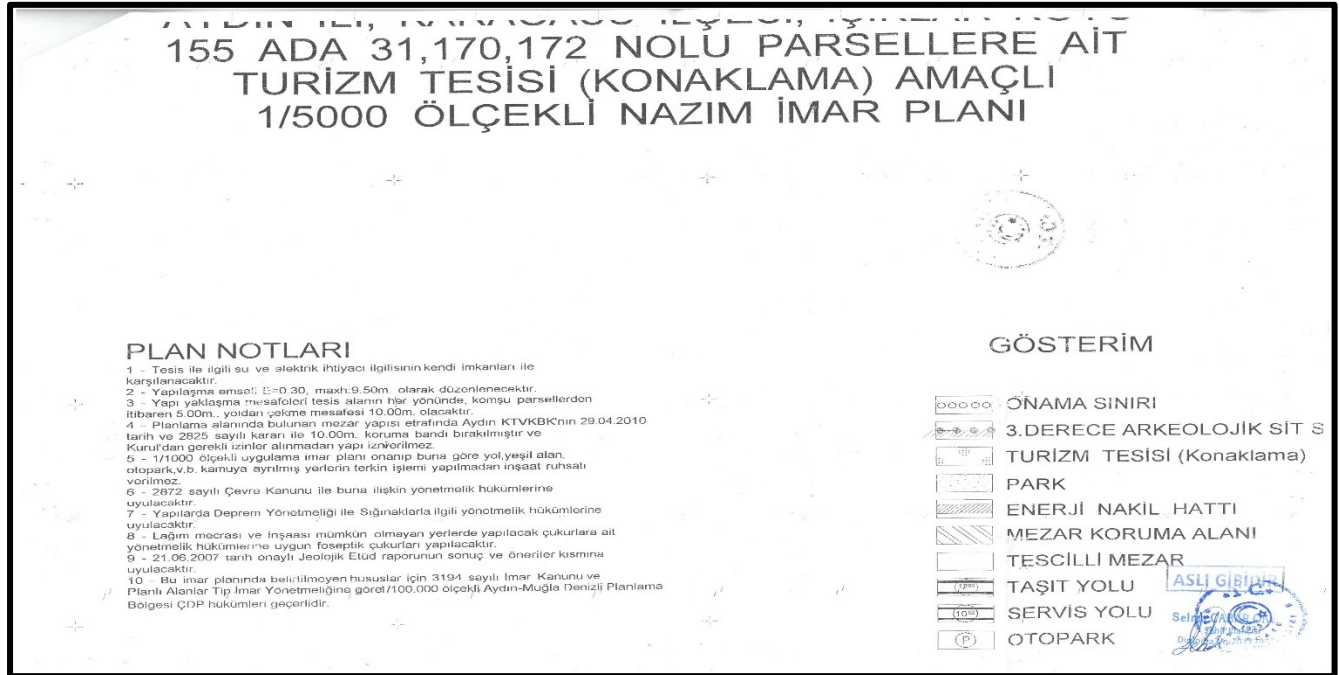 AYDIN İLİ, KARACASU İLÇESİ, IŞIKLAR KÖYÜ
155 ADA 31,170,172 NOLU PARSELLERE AİT
TURİZM TESİSİ (KONAKLAMA) AMAÇLI
1/5000 ÖLÇEKLİ NAZIM İMAR PLANI
PLAN NOTLARI
1 - Tesis ile ilgili su ve elektrik ihtiyacı ilgilisinin kendi imkanları ile
karşılanacaktır.
2 - Yapılaşma emsali E=0.30, maxh:9.50m. olarak düzenlenecektir.
3 - Yapı yaklaşma mesafeleri tesis alanın her yönünde, komşu parsellerden
itibaren 5.00m., yoldan çekme mesafesi 10.00m. olacaktır.
4 - Planlama alanında bulunan mezar yapısı etrafında Aydın KTVKBK'nın 29.04.2010
tarih ve 2825 sayılı kararı ile 10.00m. koruma bandı bırakılmıştır ve
Kurul'dan gerekli izinler alınmadan yapı izni verilmez.
5 - 1/1000 ölçekli uygulama imar planı onanıp buna göre yol,yeşil alan,
otopark,v.b. kamuya ayrılmış yerlerin terkin işlemi yapılmadan inşaat ruhsatı
verilmez.
6 - 2872 sayılı Çevre Kanunu ile buna ilişkin yönetmelik hükümlerine
uyulacaktır.
7 - Yapılarda Deprem Yönetmeliği ile Sığınaklarla ilgili yönetmelik hükümlerine
uyulacaktır.
8 - Lağım mecrası ve İnşaası mümkün olmayan yerlerde yapılacak çukurlara ait
yönetmelik hükümlerine uygun foseptik çukurları yapılacaktır.
9 - 21.06.2007 tarih onaylı Jeolojik Etüd raporunun sonuç ve öneriler kısmına
uyulacaktır.
10 - Bu imar planında belirtilmeyen hususlar için 3194 sayılı İmar Kanunu ve
Planlı Alanlar Tip İmar Yönetmeliğine göre1/100.000 ölçekli Aydın-Muğla Denizli Planlama
Bölgesi ÇDP hükümleri geçerlidir.
GÖSTERİM
ONAMA SINIRI
3.DERECE ARKEOLOJİK SİT S
TURİZM TESİSİ (Konaklama)
PARK
ENERJİ NAKİL HATTI
MEZAR KORUMA ALANI
TESCİLLİ MEZAR
TAŞIT YOLU
SERVİS YOLU
P OTOPARK
ASLI GİBİDİR